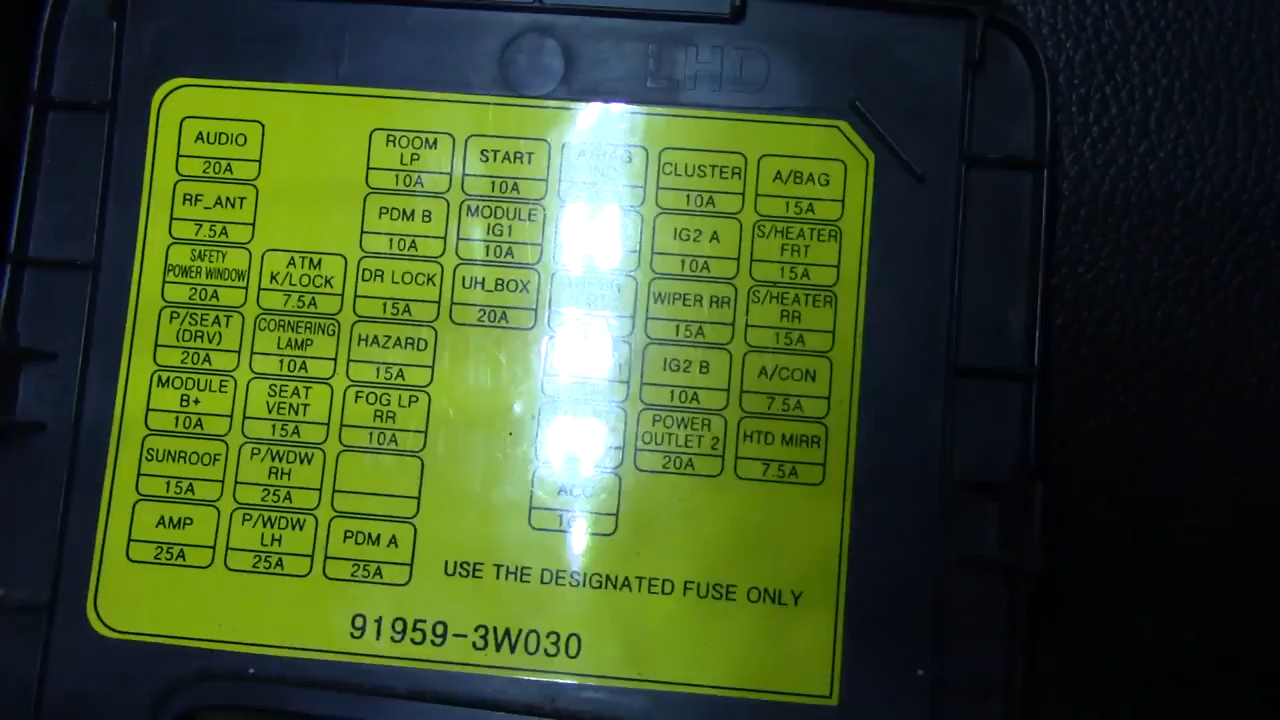 LHD
AUDIO
20A
RF_ANT
7.5A
SAFETY
POWER WINDOW
20A
P/SEAT
(DRV)
20A
MODULE
B+
10A
SUNROOF
15A
AMP
25A
ATM
K/LOCK
7.5A
CORNERING
LAMP
10A
SEAT
VENT
15A
P/WDW
RH
25A
P/WDW
LH
25A
ROOM
LP
10A
PDM B
10A
DR LOCK
15A
HAZARD
15A
FOG LP
RR
10A
PDM A
25A
START
10A
MODULE
IG1
10A
UH_BOX
20A
A/BAG
IND
ACC
CLUSTER
10A
IG2 A
10A
WIPER RR
15A
IG2 B
10A
POWER
OUTLET 2
20A
A/BAG
15A
S/HEATER
FRT
15A
S/HEATER
RR
15A
A/CON
7.5A
HTD MIRR
7.5A
USE THE DESIGNATED FUSE ONLY
91959-3W030